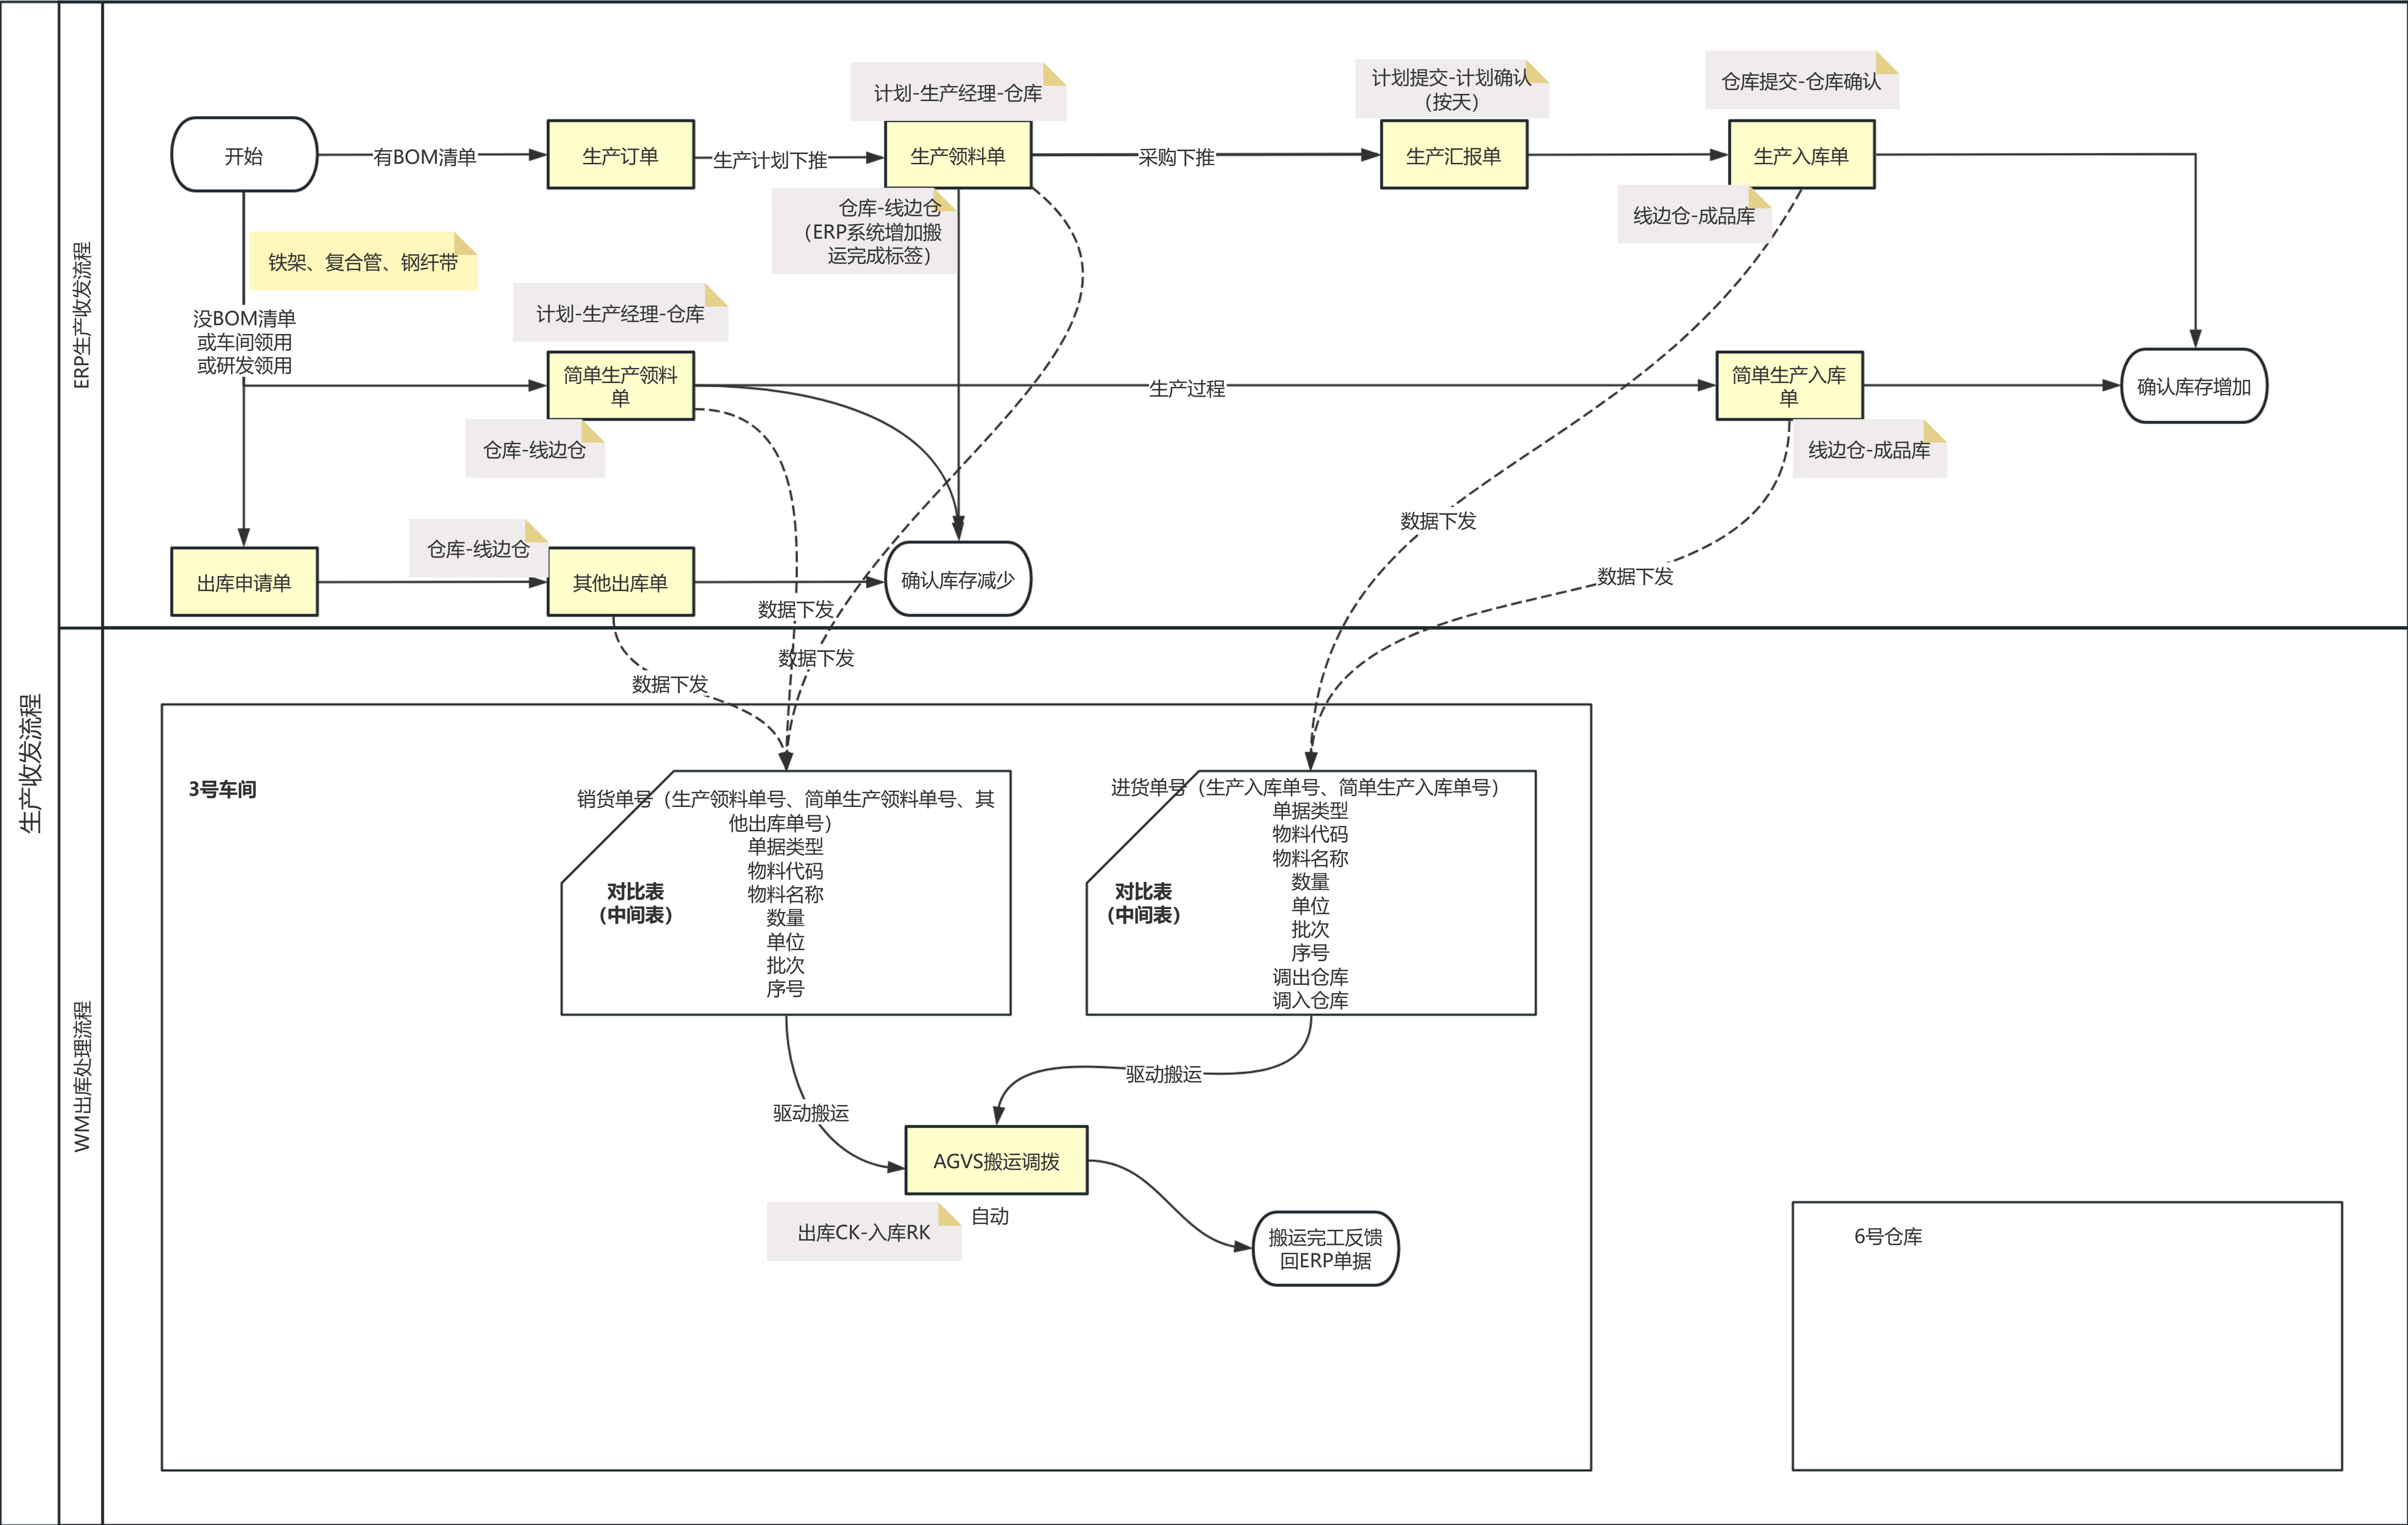 生产收发流程
ERP生产收发流程
计划-生产经理-仓库
计划提交-计划确认
（按天）
仓库提交-仓库确认
开始
有BOM清单
生产订单
生产计划下推
生产领料单
采购下推
生产汇报单
生产入库单
仓库-线边仓
（ERP系统增加搬
运完成标签）
线边仓-成品库
铁架、复合管、钢纤带
没BOM清单
或车间领用
或研发领用
计划-生产经理-仓库
简单生产领料
单
生产过程
简单生产入库
单
确认库存增加
仓库-线边仓
线边仓-成品库
数据下发
仓库-线边仓
出库申请单
其他出库单
确认库存减少
数据下发
数据下发
数据下发
数据下发
WM出库处理流程
3号车间
销货单号（生产领料单号、简单生产领料单号、其
他出库单号）
单据类型
物料代码
物料名称
数量
单位
批次
序号
对比表
（中间表）
进货单号（生产入库单号、简单生产入库单号）
单据类型
物料代码
物料名称
数量
单位
批次
序号
调出仓库
调入仓库
对比表
（中间表）
驱动搬运
驱动搬运
AGVS搬运调拨
自动
出库CK-入库RK
搬运完工反馈
回ERP单据
6号仓库